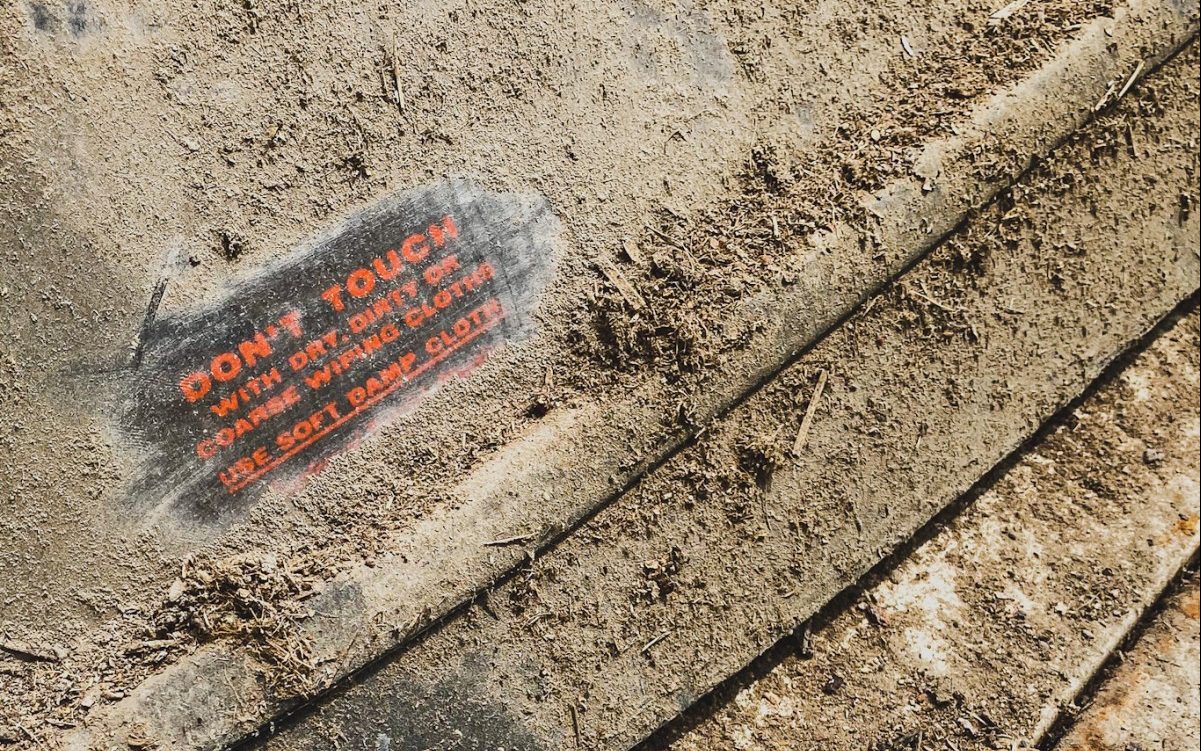 DON'T TOUCH
WITH DRY, DIRTY OR
COARSE WIPING CLOTHS
USE SOFT DAMP CLOTH